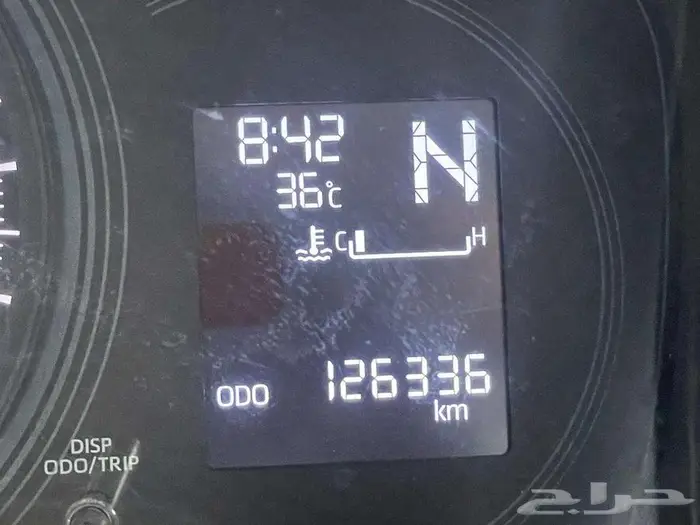 8:42
N
36°C
C H
ODO 126336
km
DISP
ODO/TRIP
حراج